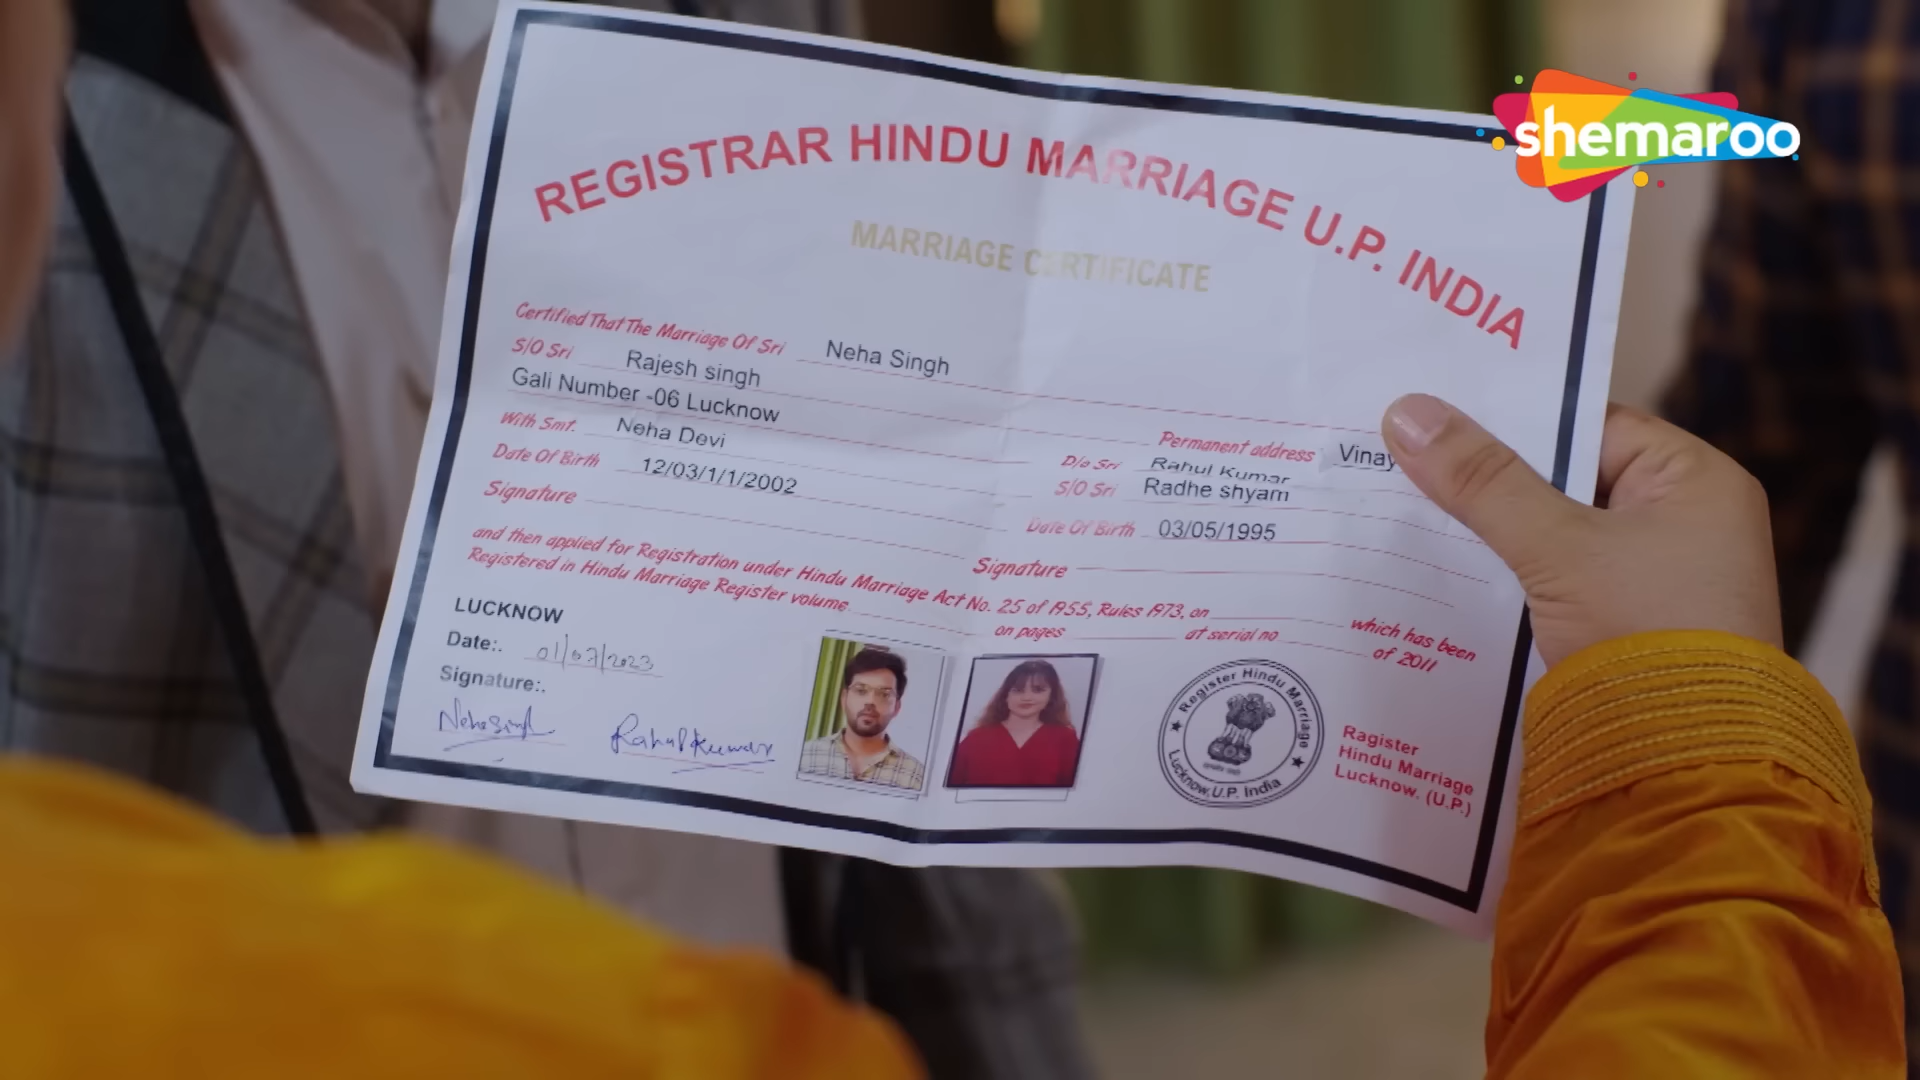 shemaroo
REGISTRAR HINDU MARRIAGE U.P. INDIA
MARRIAGE CERTIFICATE
Certified That The Marriage Of Sri Neha Singh
S/O Sri Rajesh singh Permanent address Vinay
Gali Number -06 Lucknow D/o Sri Rahul Kumar
With Smt. Neha Devi S/O Sri Radhe shyam
Date Of Birth 12/03/1/1/2002 Date Of Birth 03/05/1995
Signature Signature
and then applied for Registration under Hindu Marriage Act No. 25 of 1955, Rules 1973, on which has been
Registered in Hindu Marriage Register volume on pages at serial no of 2011
LUCKNOW
Date:. 01/07/2023
Signature:.
Neha Singh Rahul Kumar
Register Hindu Marriage
Lucknow, U.P. India
Ragister
Hindu Marriage
Lucknow. (U.P.)